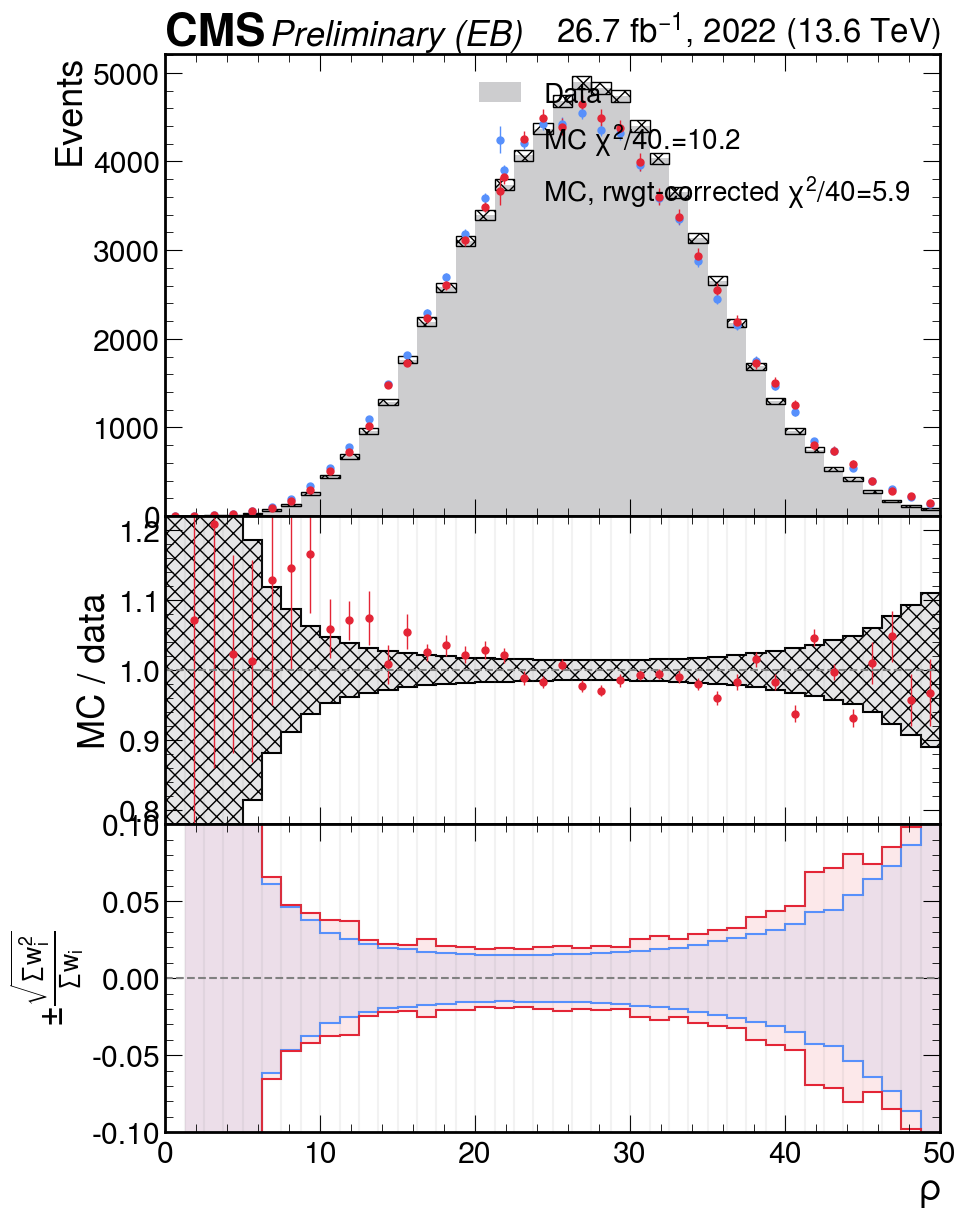 CMS Preliminary (EB) 26.7 fb⁻¹, 2022 (13.6 TeV)
Events
5000
4000
3000
2000
1000
0
Data
MC χ²/40.=10.2
MC, rwgt.corrected χ²/40=5.9
MC / data
1.2
1.1
1.0
0.9
0.8
±√Σwᵢ²/Σwᵢ
0.10
0.05
0.00
-0.05
-0.10
0 10 20 30 40 50
ρ